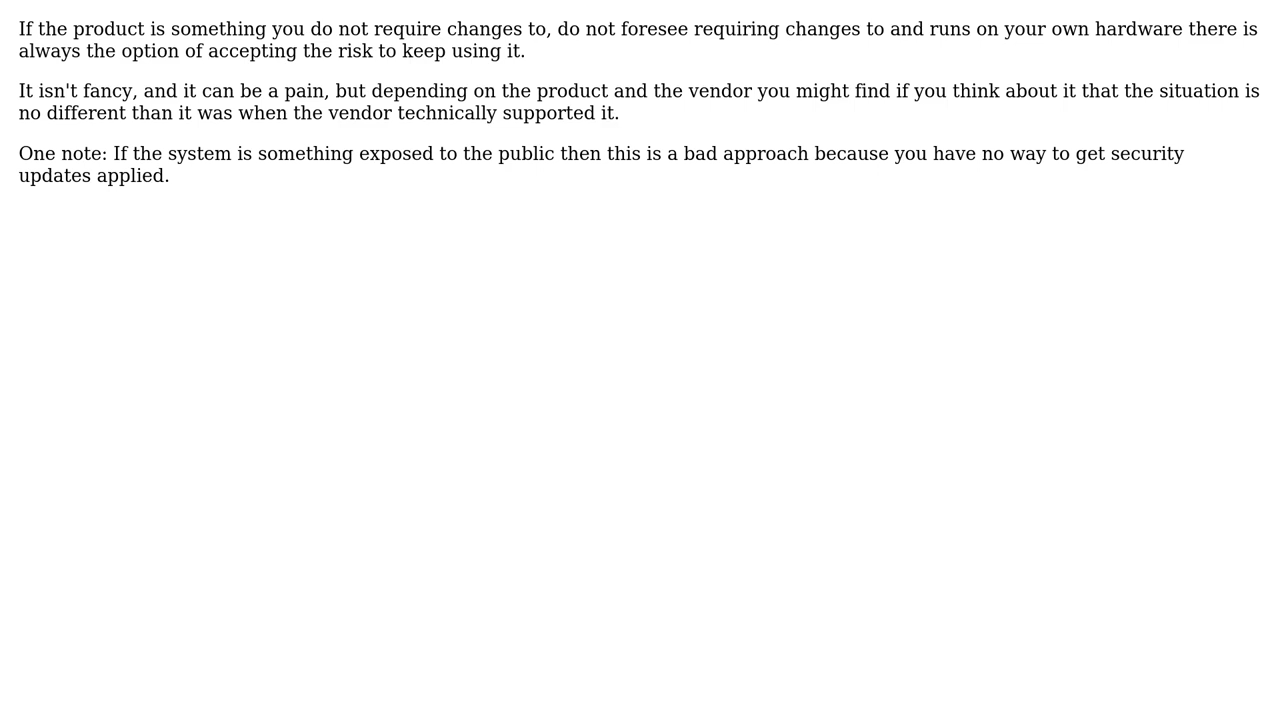 If the product is something you do not require changes to, do not foresee requiring changes to and runs on your own hardware there is
always the option of accepting the risk to keep using it.
It isn't fancy, and it can be a pain, but depending on the product and the vendor you might find if you think about it that the situation is
no different than it was when the vendor technically supported it.
One note: If the system is something exposed to the public then this is a bad approach because you have no way to get security
updates applied.